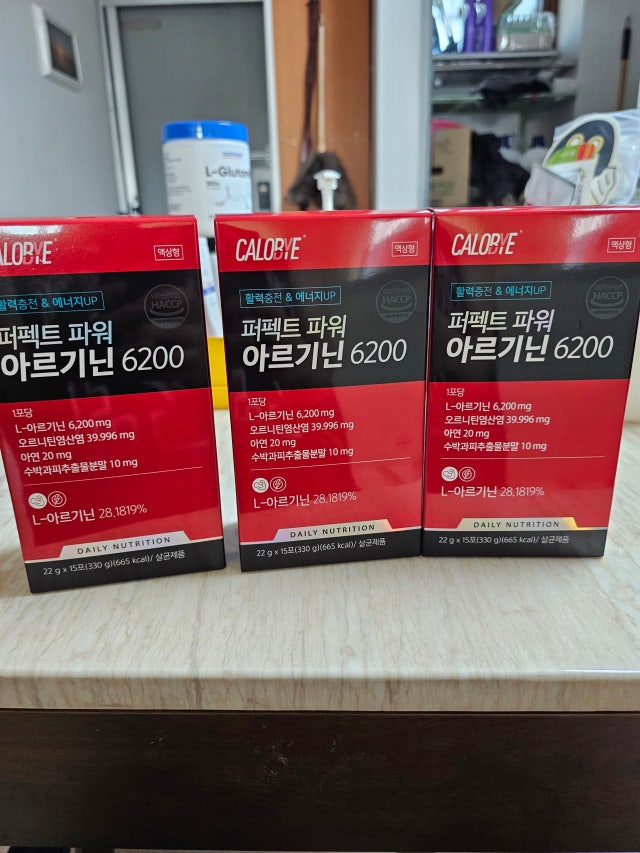 L-Glutam
CALOBYE
액상형
활력충전 & 에너지UP
HACCP
퍼펙트 파워
아르기닌 6200
1포당
L-아르기닌 6,200 mg
오르니틴염산염 39.996 mg
아연 20 mg
수박과피추출물분말 10 mg
L-아르기닌 28.1819%
DAILY NUTRITION
22 g x 15포(330 g)(665 kcal)/ 살균제품
CALOBYE
액상형
활력충전 & 에너지UP
HACCP
퍼펙트 파워
아르기닌 6200
1포당
L-아르기닌 6,200 mg
오르니틴염산염 39.996 mg
아연 20 mg
수박과피추출물분말 10 mg
L-아르기닌 28.1819%
DAILY NUTRITION
22 g x 15포(330 g)(665 kcal)/ 살균제품
CALOBYE
액상형
활력충전 & 에너지UP
HACCP
퍼펙트 파워
아르기닌 6200
1포당
L-아르기닌 6,200 mg
오르니틴염산염 39.996 mg
아연 20 mg
수박과피추출물분말 10 mg
L-아르기닌 28.1819%
DAILY NUTRITION
22 g x 15포(330 g)(665 kcal)/ 살균제품